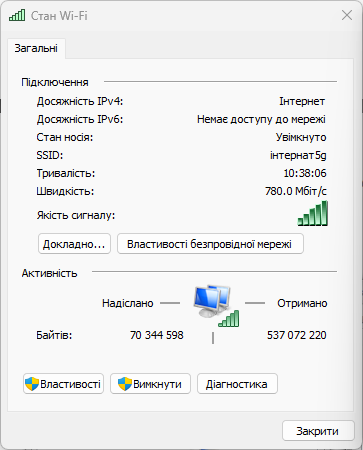 Стан Wi-Fi
Загальні
Підключення
Досяжність IPv4: Інтернет
Досяжність IPv6: Немає доступу до мережі
Стан носія: Увімкнуто
SSID: інтернат5g
Тривалість: 10:38:06
Швидкість: 780.0 Мбіт/с
Якість сигналу:
Докладно... Властивості безпровідної мережі
Активність
Надіслано Отримано
Байтів: 70 344 598 537 072 220
Властивості Вимкнути Діагностика
Закрити